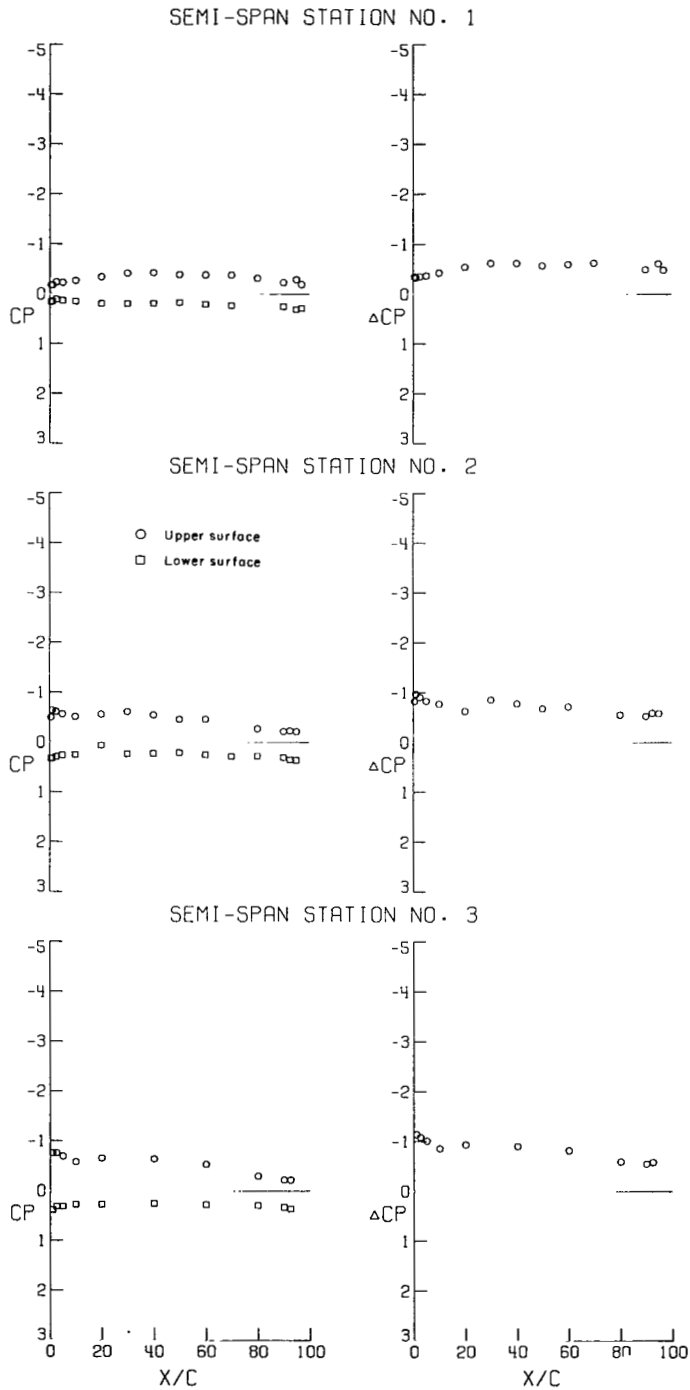 SEMI-SPAN STATION NO. 1
-5 -5
-4 -4
-3 -3
-2 -2
-1 -1
0 0
CP ΔCP
1 1
2 2
3 3
SEMI-SPAN STATION NO. 2
-5 -5
○ Upper surface
-4 -4
□ Lower surface
-3 -3
-2 -2
-1 -1
0 0
CP ΔCP
1 1
2 2
3 3
SEMI-SPAN STATION NO. 3
-5 -5
-4 -4
-3 -3
-2 -2
-1 -1
0 0
CP ΔCP
1 1
2 2
3 3
0 20 40 60 80 100 0 20 40 60 80 100
X/C X/C